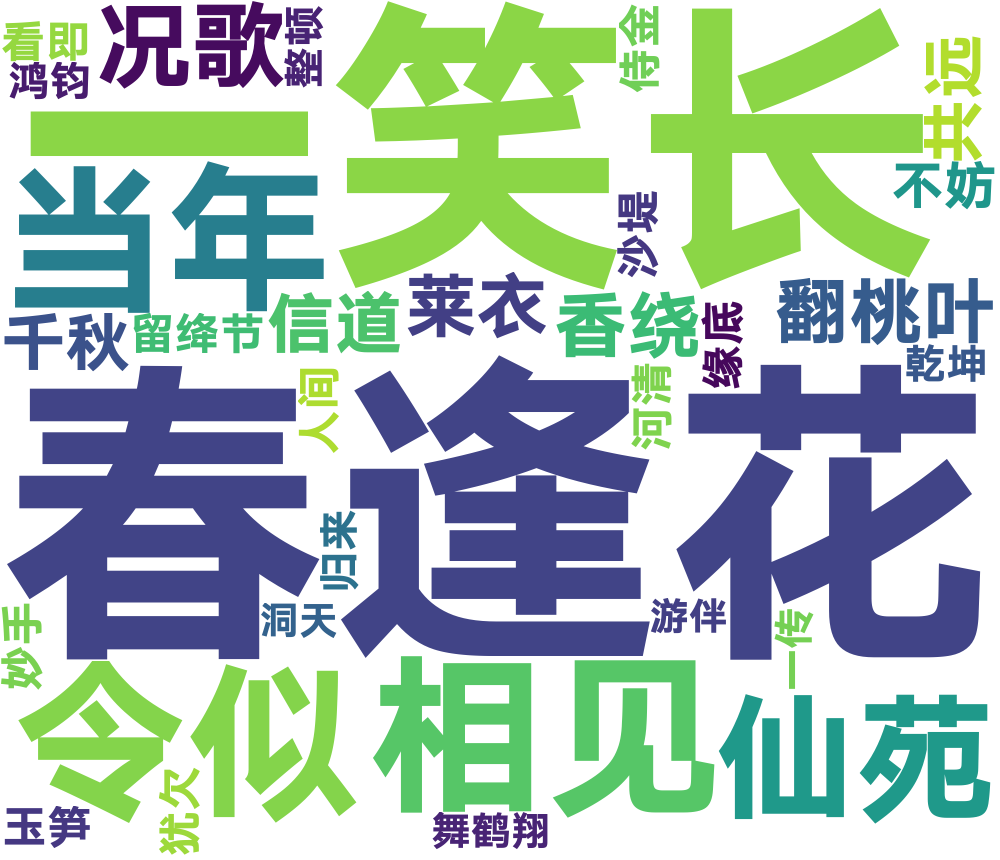 看即
鸿钧
况歌
整顿
一笑长
侍金
共远
不妨
当年
沙堤
千秋
留绛节
信道
莱衣
香绕
缘底
翻桃叶
乾坤
人间
河清
春逢花
归来
洞天
游伴
一传
妙手
令似
相见
仙苑
犹欠
玉笋
舞鹤翔